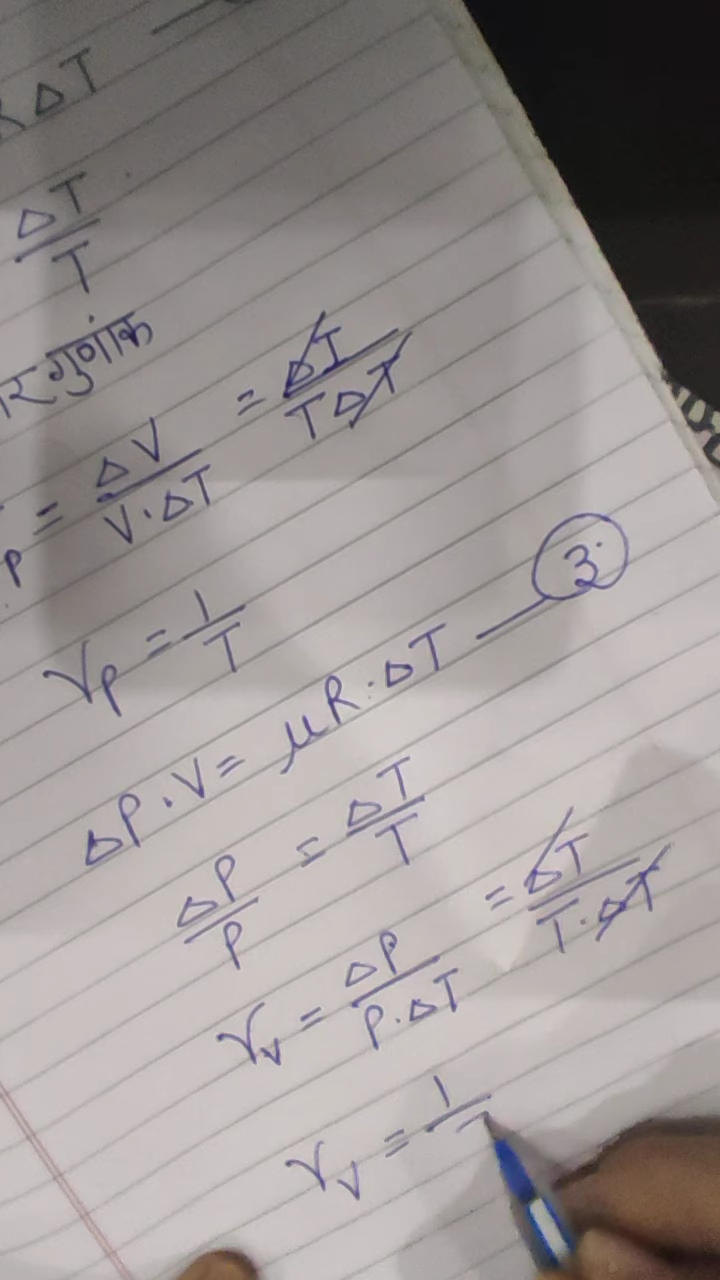 R ΔT —
ΔT/T
गुणांक
p = ΔV/V·ΔT = ΔT/TΔT
γp = 1/T
ΔP·V = μR·ΔT — 3
ΔP/P = ΔT/T
γv = ΔP/P·ΔT = ΔT/T·ΔT
γv = 1/